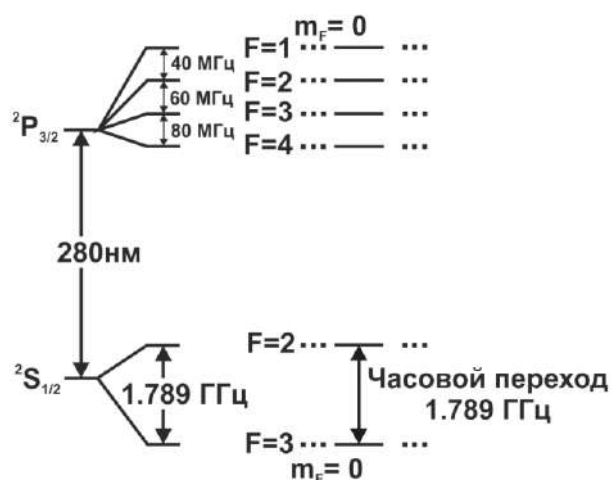 m_F = 0
F=1 ... ...
40 МГц
F=2 ... ...
60 МГц
²P₃/₂
F=3 ... ...
80 МГц
F=4 ... ...
280нм
F=2 ... ...
²S₁/₂
1.789 ГГц
Часовой переход
1.789 ГГц
F=3 ... ...
m_F = 0